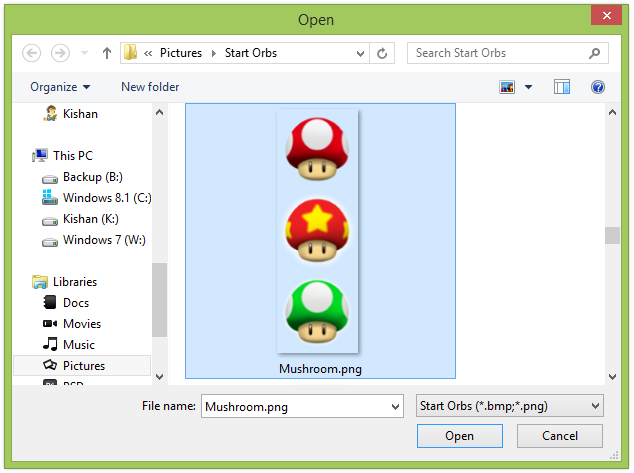 Open
Pictures Start Orbs
Search Start Orbs
Organize New folder
Kishan
This PC
Backup (B:)
Windows 8.1 (C:)
Kishan (K:)
Windows 7 (W:)
Libraries
Docs
Movies
Music
Pictures
Mushroom.png
File name: Mushroom.png Start Orbs (*.bmp;*.png)
Open Cancel